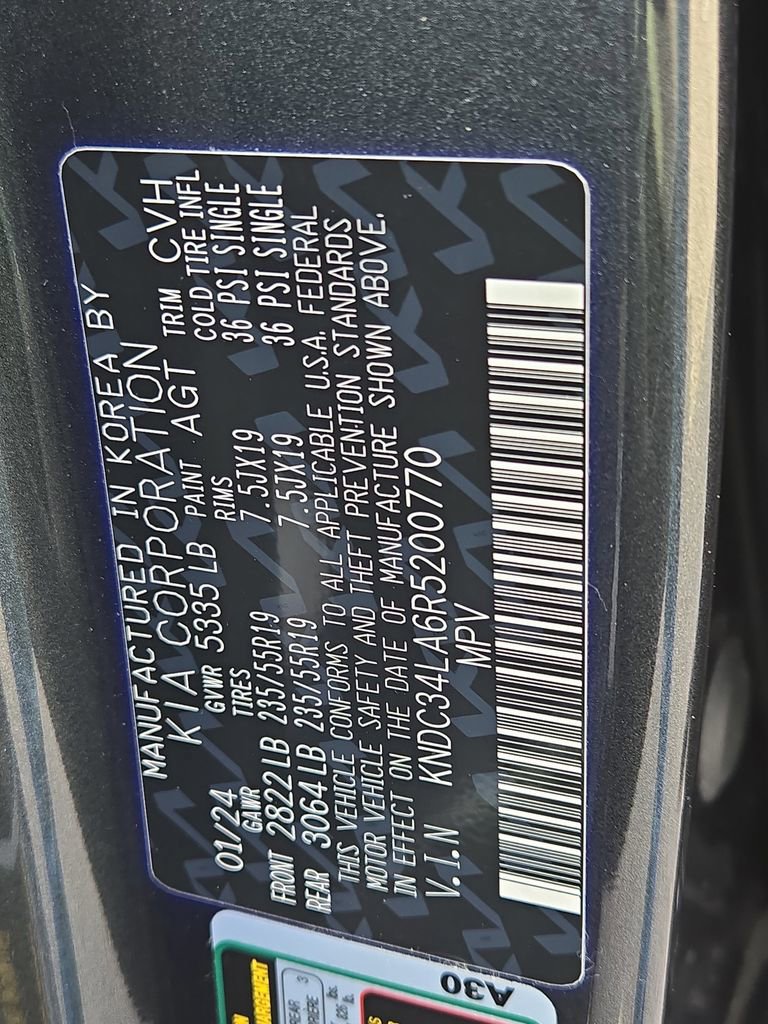 MANUFACTURED IN KOREA BY
KIA CORPORATION
01/24 GVWR 5335 LB PAINT AGT TRIM CVH
GAWR TIRES RIMS COLD TIRE INFL
FRONT 2822 LB 235/55R19 7.5JX19 36 PSI SINGLE
REAR 3064 LB 235/55R19 7.5JX19 36 PSI SINGLE
THIS VEHICLE CONFORMS TO ALL APPLICABLE U.S.A. FEDERAL
MOTOR VEHICLE SAFETY AND THEFT PREVENTION STANDARDS
IN EFFECT ON THE DATE OF MANUFACTURE SHOWN ABOVE.
V.I.N KNDC34LA6R5200770
MPV
A30
REAR 3